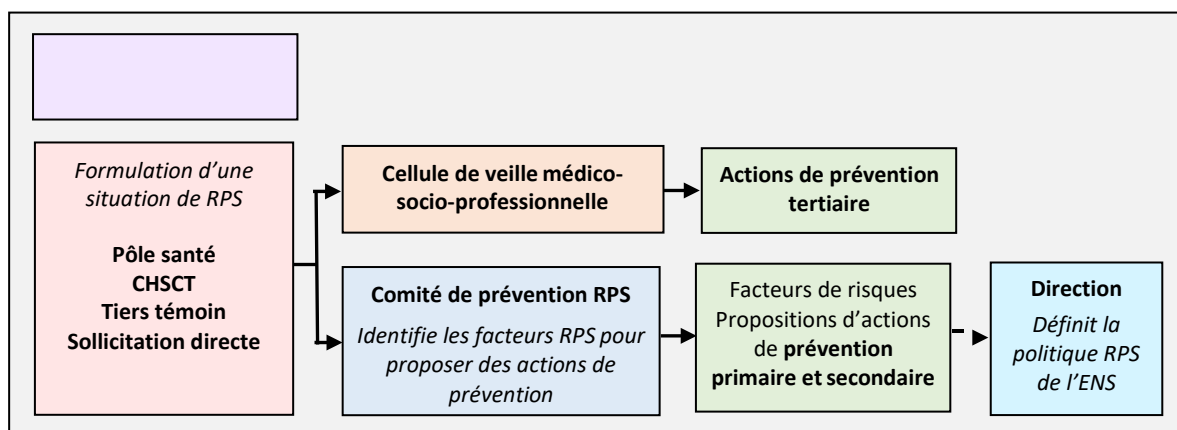 Formulation d’une
situation de RPS
Pôle santé
CHSCT
Tiers témoin
Sollicitation directe
Cellule de veille médico-
socio-professionnelle
Actions de prévention
tertiaire
Comité de prévention RPS
Identifie les facteurs RPS pour
proposer des actions de
prévention
Facteurs de risques
Propositions d’actions
de prévention
primaire et secondaire
Direction
Définit la
politique RPS
de l’ENS